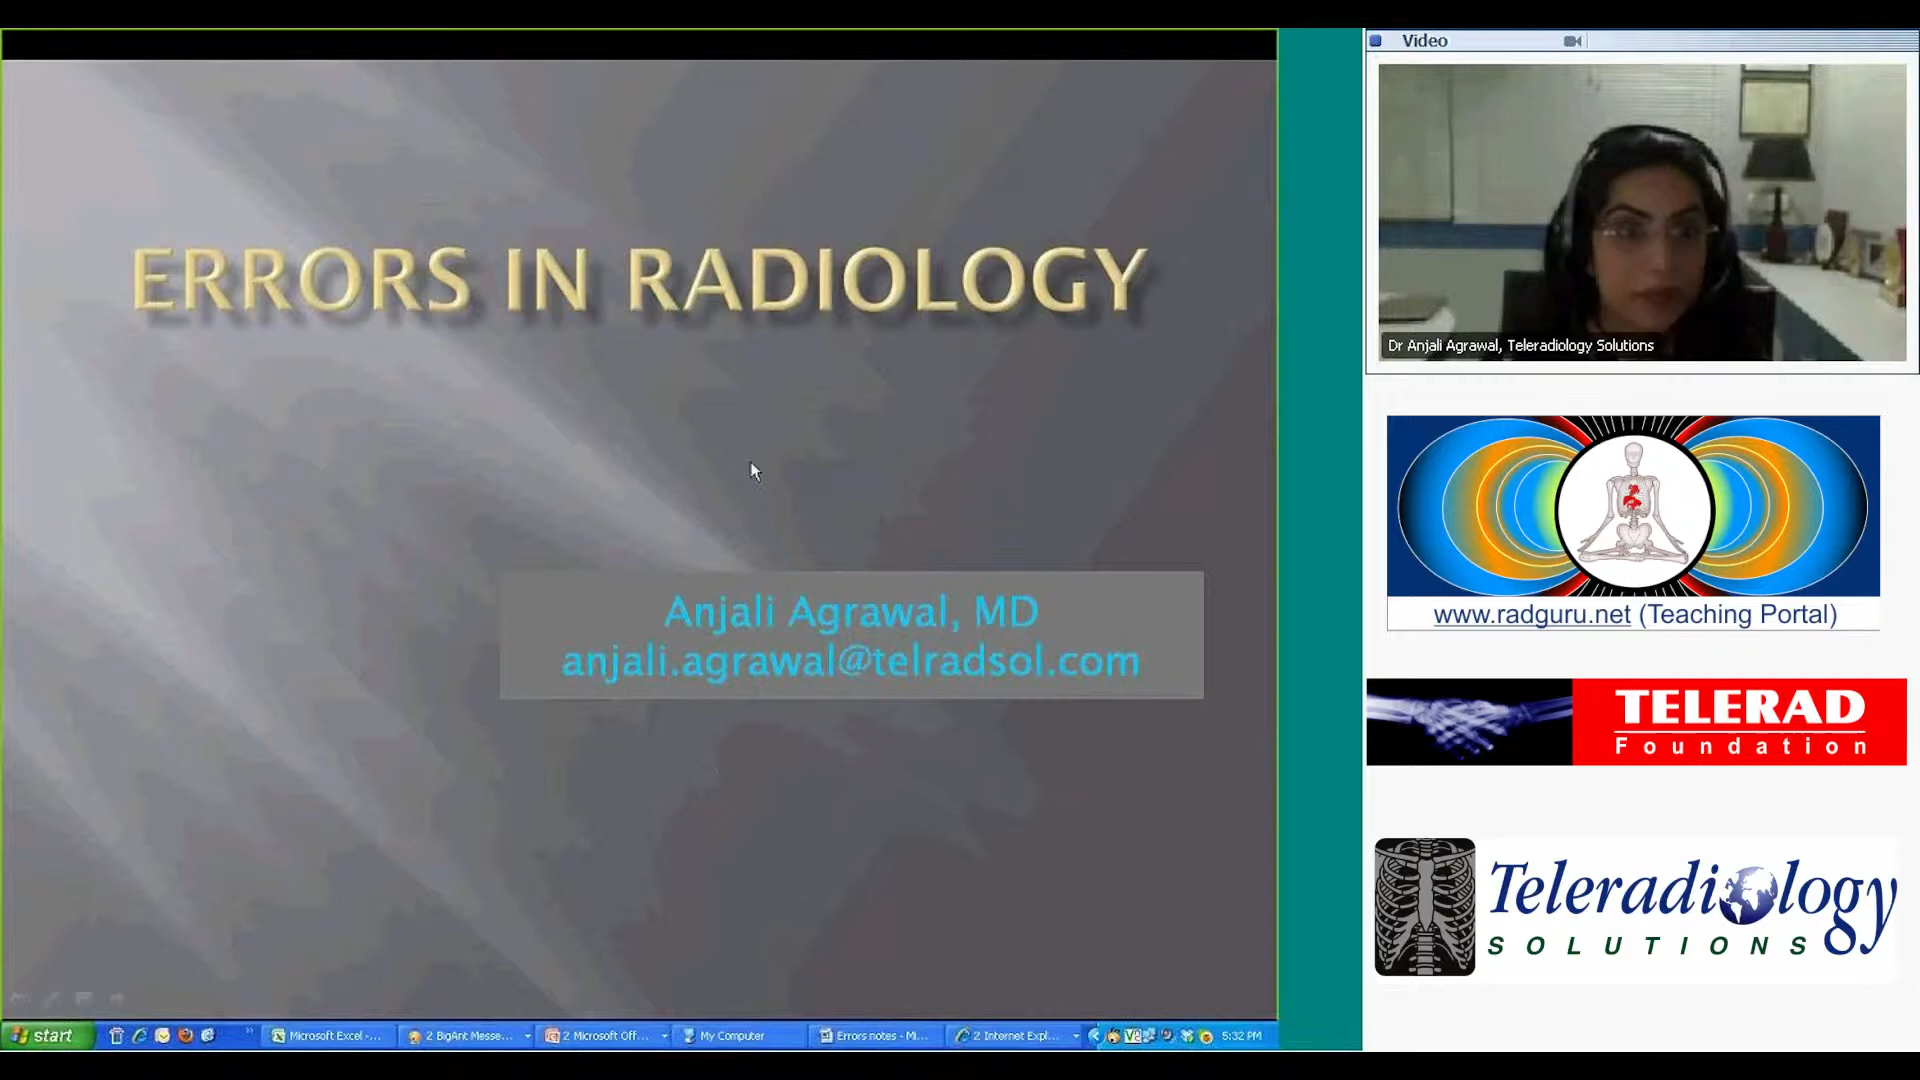 ERRORS IN RADIOLOGY
Anjali Agrawal, MD
anjali.agrawal@telradsol.com
start
Microsoft Excel -...
2 BigAnt Messe...
2 Microsoft Off...
My Computer
Errors notes - M...
2 Internet Expl...
5:32 PM
Video
Dr Anjali Agrawal, Teleradiology Solutions
www.radguru.net (Teaching Portal)
TELERAD
Foundation
Teleradiology
SOLUTIONS